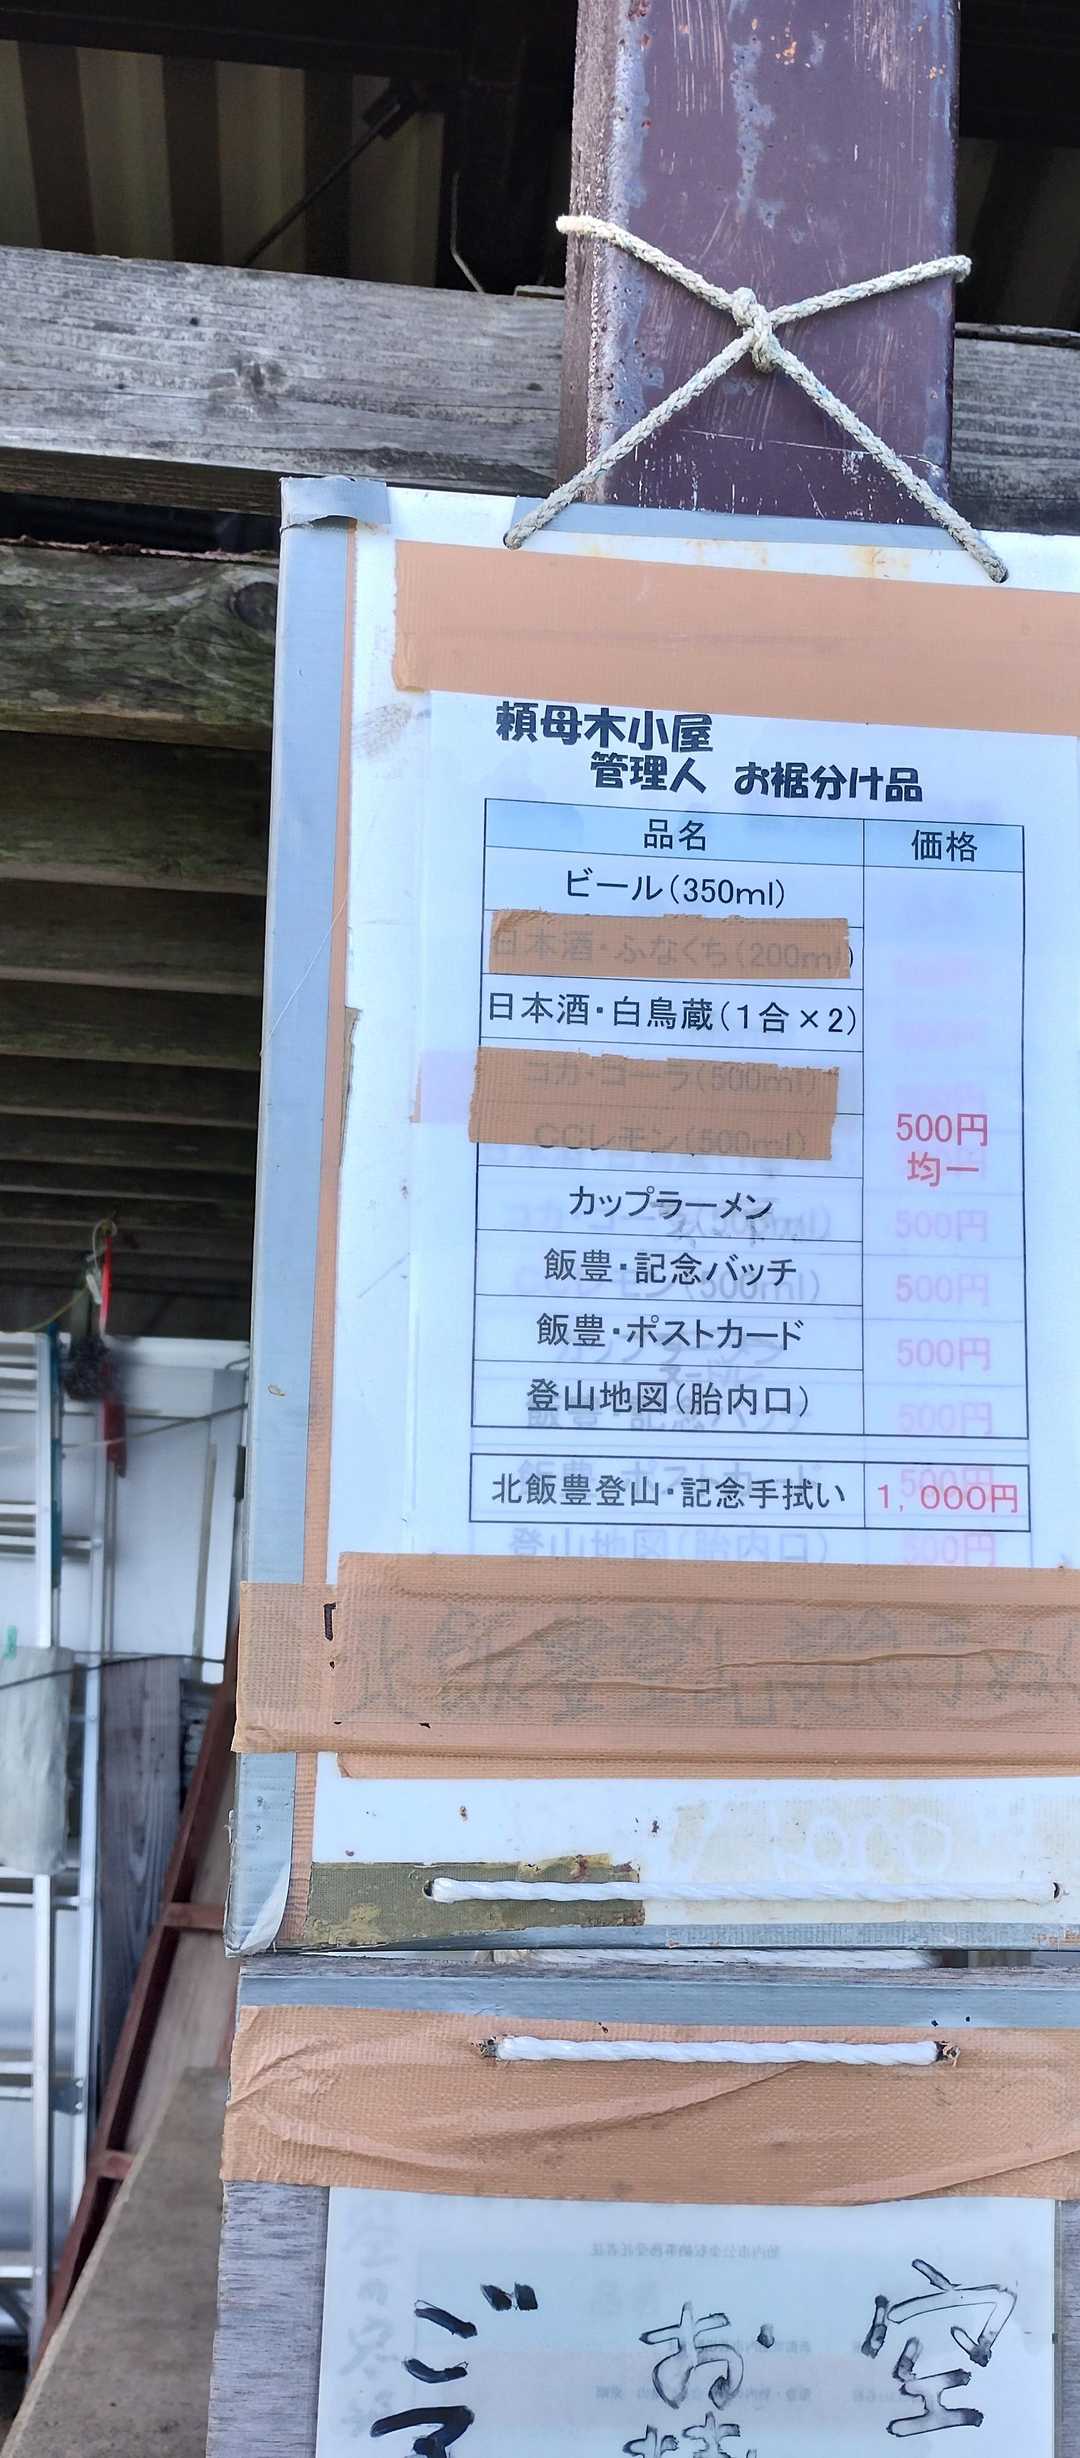 頼母木小屋
管理人 お裾分け品
品名 価格
ビール(350ml)
日本酒・ふなくち(200ml)
日本酒・白鳥蔵(1合×2)
コカ・コーラ(500ml)
CCレモン(500ml)
500円
均一
カップラーメン
飯豊・記念バッチ
飯豊・ポストカード
登山地図(胎内口)
北飯豊登山・記念手拭い 1,000円
空
お
ご